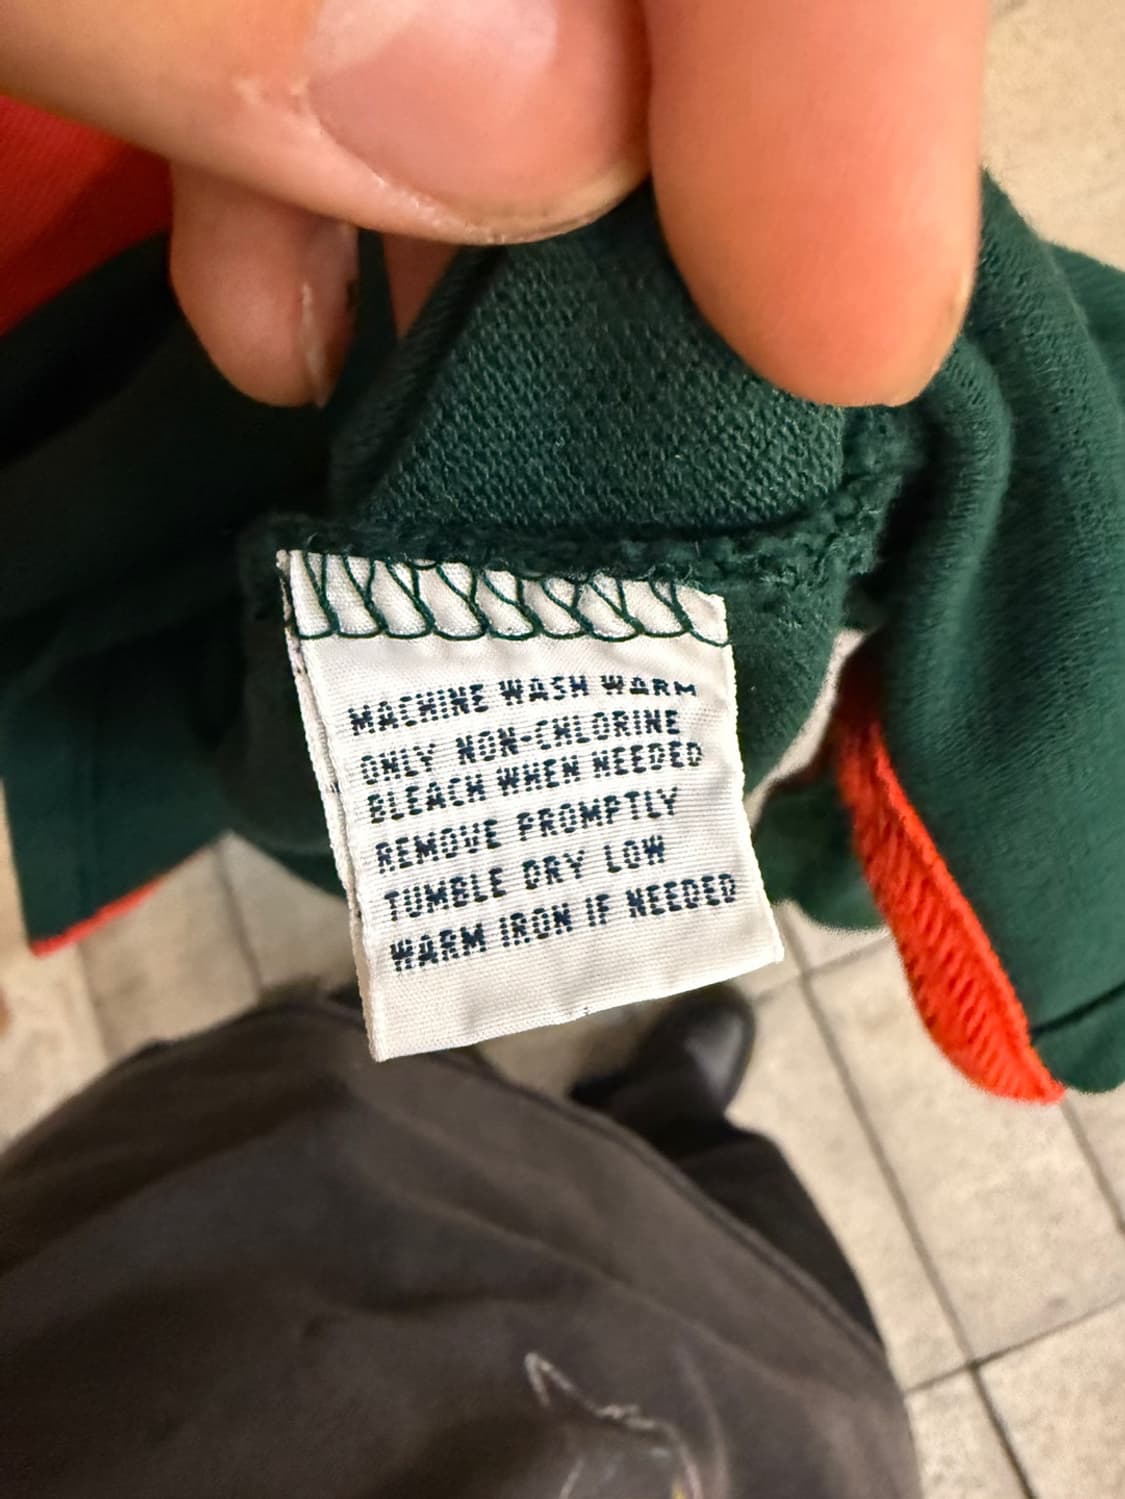 MACHINE WASH WARM
ONLY NON-CHLORINE
BLEACH WHEN NEEDED
REMOVE PROMPTLY
TUMBLE DRY LOW
WARM IRON IF NEEDED